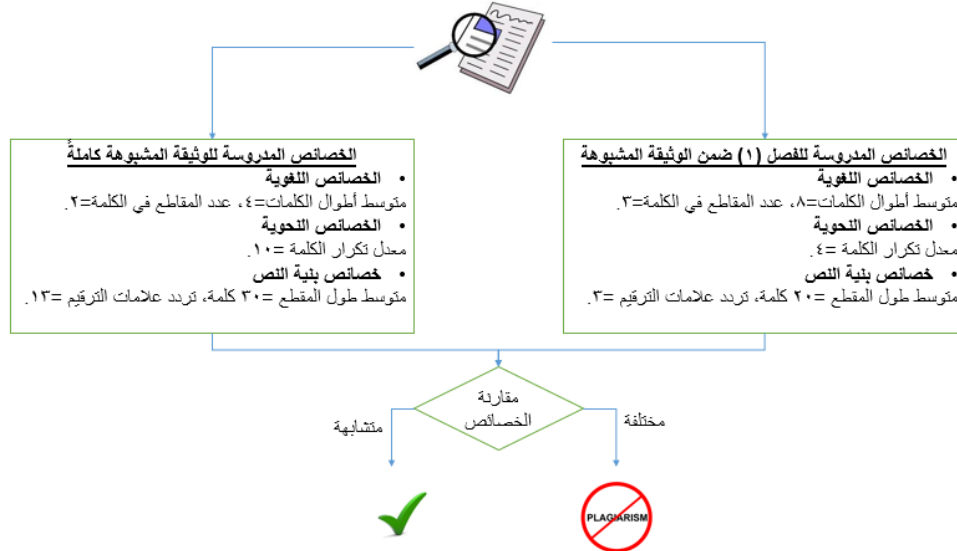 الخصائص المدروسة للفصل (١) ضمن الوثيقة المشبوهة
• الخصائص اللغوية
متوسط أطوال الكلمات=٨، عدد المقاطع في الكلمة=٣.
• الخصائص النحوية
معدل تكرار الكلمة =٤.
• خصائص بنية النص
متوسط طول المقطع =٢٠ كلمة، تردد علامات الترقيم =٣.
الخصائص المدروسة للوثيقة المشبوهة كاملةً
• الخصائص اللغوية
متوسط أطوال الكلمات=٤، عدد المقاطع في الكلمة=٢.
• الخصائص النحوية
معدل تكرار الكلمة =١٠.
• خصائص بنية النص
متوسط طول المقطع =٣٠ كلمة، تردد علامات الترقيم =١٣.
مقارنة
الخصائص
مختلفة
متشابهة
PLAGIARISM